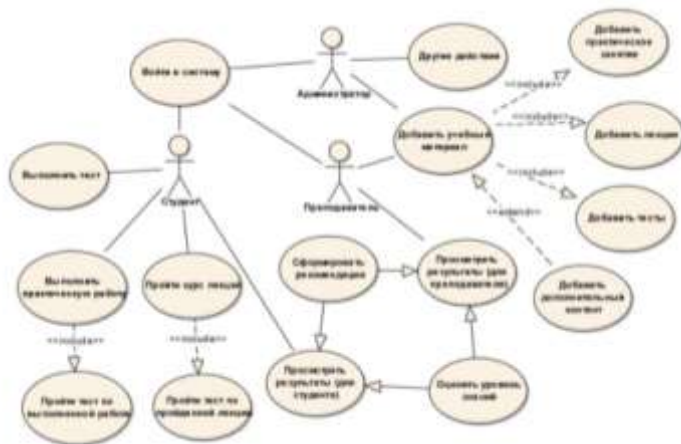 Добавить
практическое
занятие
Войти в систему
Другие действия
Администратор
<<include>>
Добавить учебный
материал
<<include>>
Добавить лекции
Выполнить тест
<<include>>
Студент
Преподаватель
<<extend>>
Добавить тесты
Сформировать
рекомендации
Просмотреть
результаты (для
преподавателя)
Выполнить
практическую работу
Пройти курс лекций
Добавить
дополнительный
контент
<<include>>
<<include>>
Просмотреть
результаты (для
студента)
Оценить уровень
знаний
Пройти тест по
выполненной работе
Пройти тест по
пройденной лекции